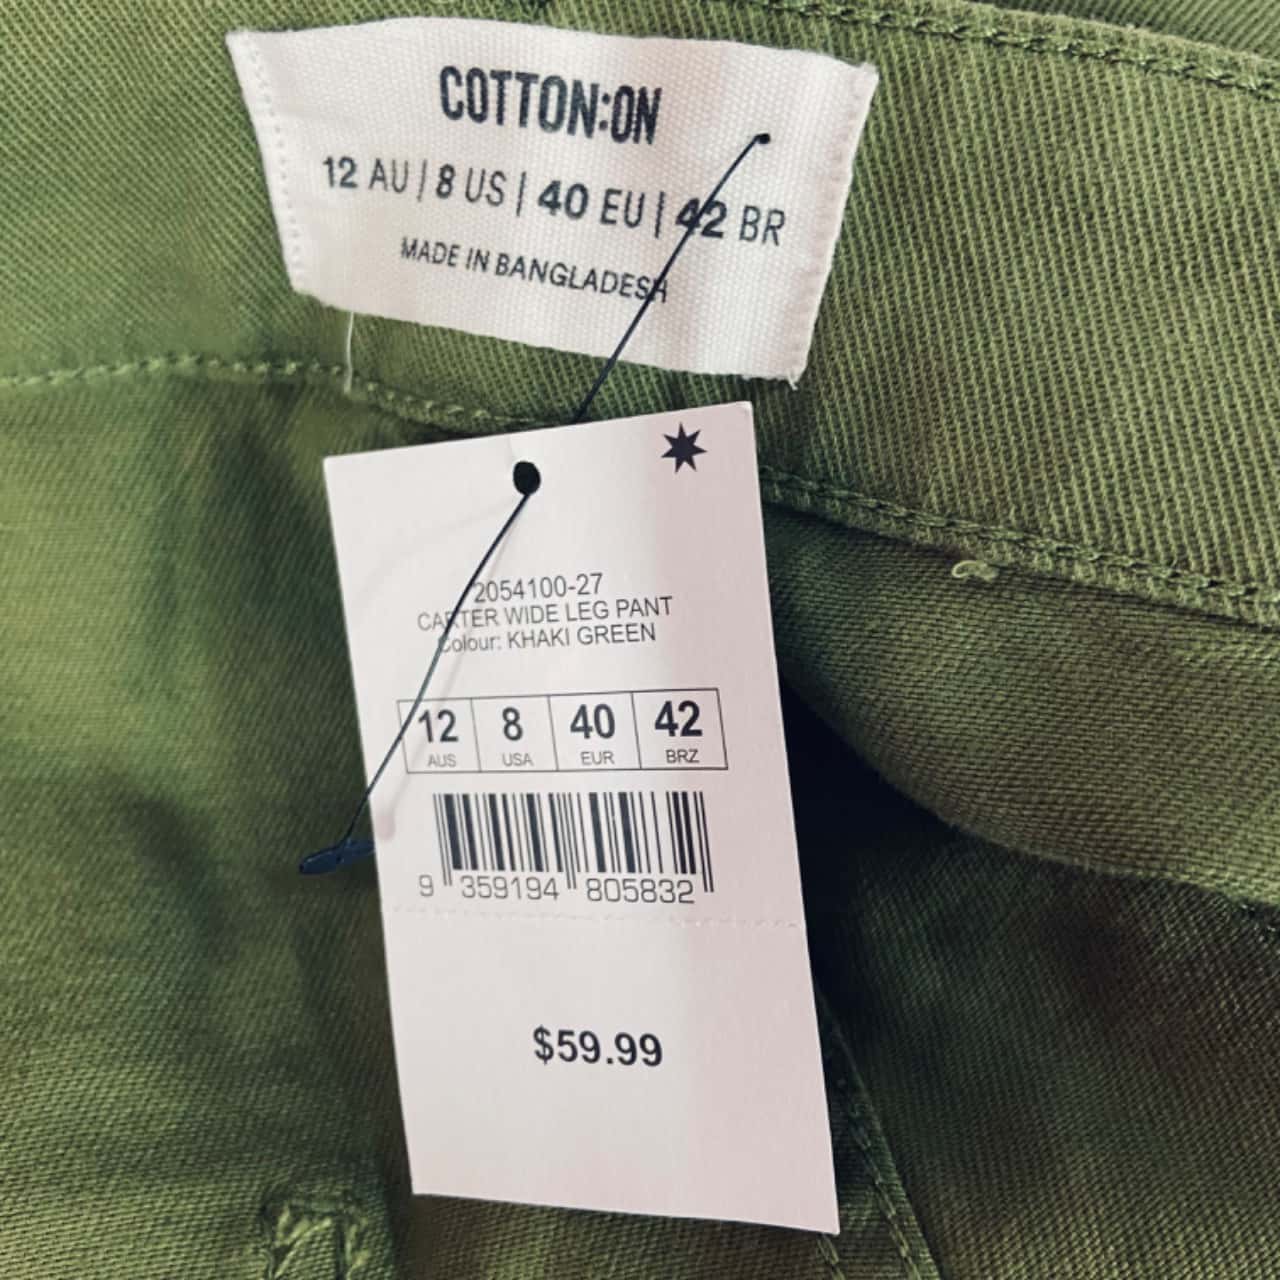 COTTON:ON
12 AU | 8 US | 40 EU | 42 BR
MADE IN BANGLADESH
2054100-27
CARTER WIDE LEG PANT
Colour: KHAKI GREEN
12 8 40 42
AUS USA EUR BRZ
9 359194 805832
$59.99